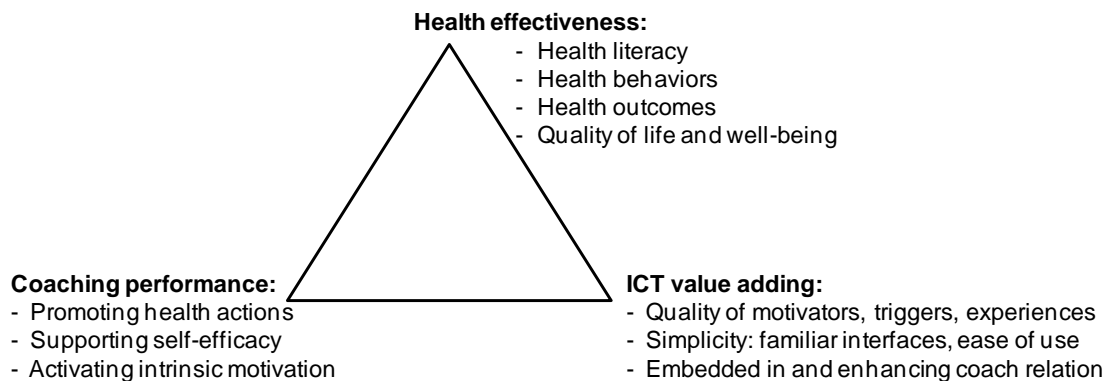 Health effectiveness:
- Health literacy
- Health behaviors
- Health outcomes
- Quality of life and well-being
Coaching performance:
- Promoting health actions
- Supporting self-efficacy
- Activating intrinsic motivation
ICT value adding:
- Quality of motivators, triggers, experiences
- Simplicity: familiar interfaces, ease of use
- Embedded in and enhancing coach relation